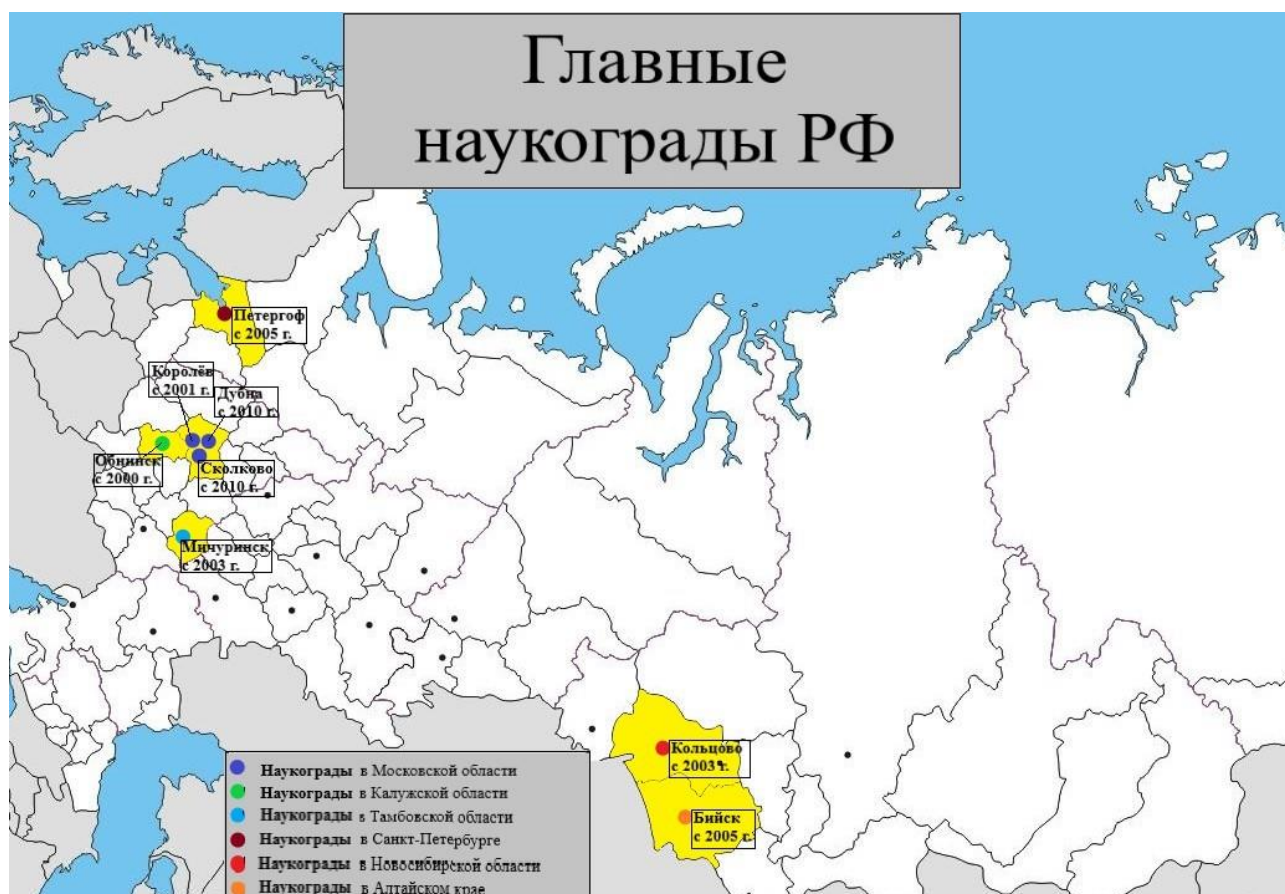 Главные
наукограды РФ
Петергоф
с 2005 г.
Королёв
с 2001 г.
Дубна
с 2010 г.
Обнинск
с 2000 г.
Сколково
с 2010 г.
Мичуринск
с 2003 г.
Кольцово
с 2003 г.
Бийск
с 2005 г.
Наукограды в Московской области
Наукограды в Калужской области
Наукограды в Тамбовской области
Наукограды в Санкт-Петербурге
Наукограды в Новосибирской области
Наукограды в Алтайском крае